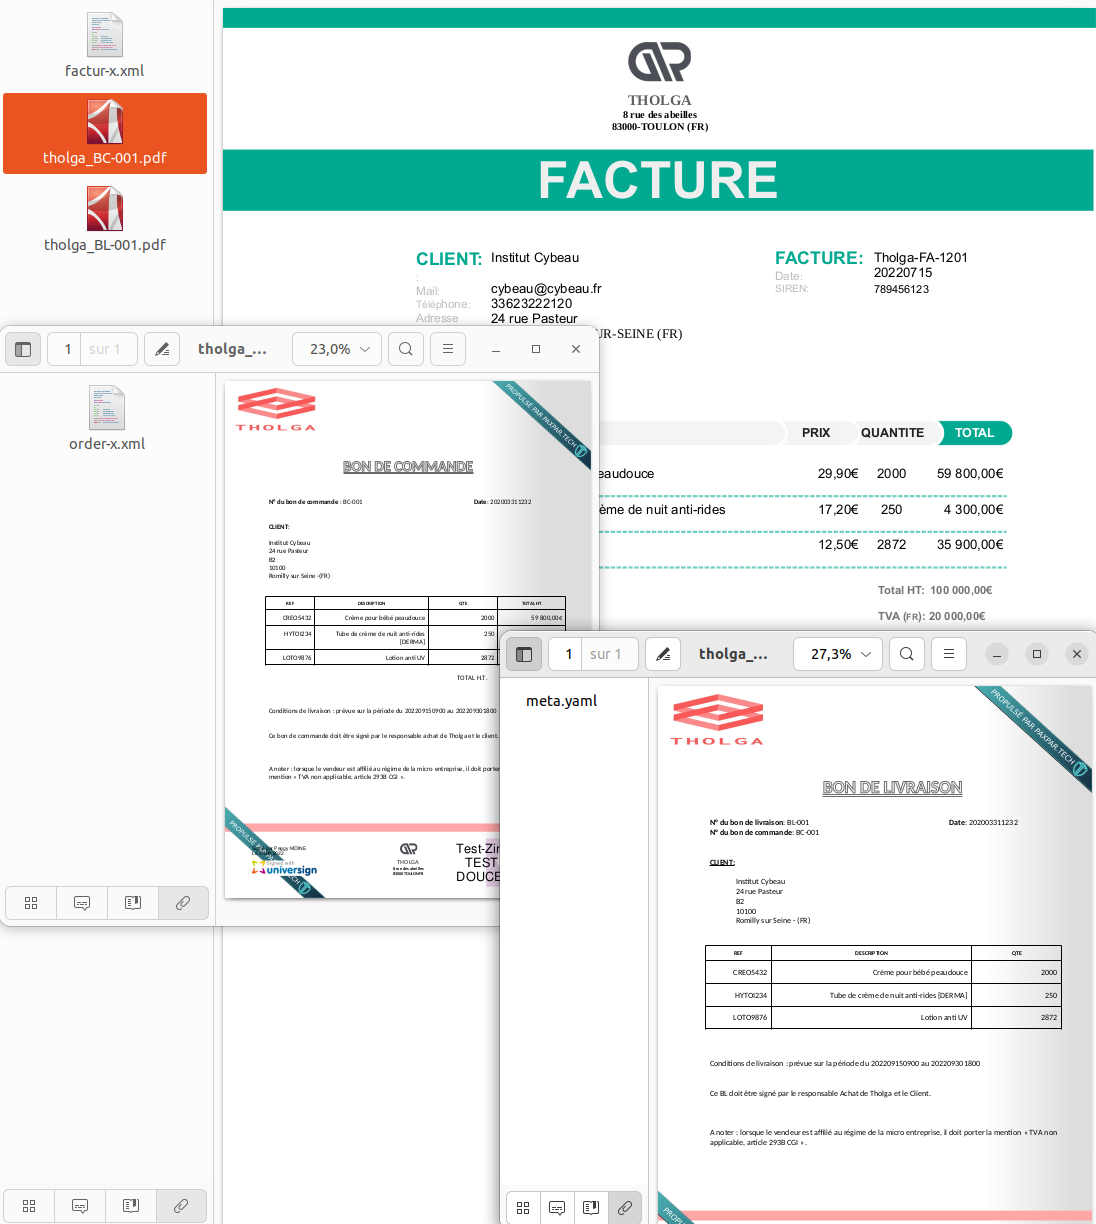 factur-x.xml
tholga_BC-001.pdf
tholga_BL-001.pdf
THOLGA
8 rue des abeilles
83000-TOULON (FR)
FACTURE
CLIENT: Institut Cybeau
:
Mail: cybeau@cybeau.fr
Téléphone: 33623222120
Adresse 24 rue Pasteur
UR-SEINE (FR)
FACTURE: Tholga-FA-1201
Date: 20220715
SIREN: 789456123
PRIX QUANTITE TOTAL
eaudouce 29,90€ 2000 59 800,00€
ème de nuit anti-rides 17,20€ 250 4 300,00€
12,50€ 2872 35 900,00€
Total HT: 100 000,00€
TVA (FR): 20 000,00€
1 sur 1 tholga_... 23,0%
order-x.xml
THOLGA
PROPULSÉ PAR PAXPAR.TECH
BON DE COMMANDE
N° du bon de commande : BC-001 Date: 202003311232
CLIENT:
Institut Cybeau
24 rue Pasteur
B2
10100
Romilly sur Seine -(FR)
REF DESCRIPTION QTE TOTAL HT
CREO5432 Crème pour bébé peaudouce 2000 59 800,00€
HYTOI234 Tube de crème de nuit anti-rides 250
[DERMA]
LOTO9876 Lotion anti UV 2872
TOTAL H.T.
Conditions de livraison : prévue sur la période du 202209150900 au 202209301800
Ce bon de commande doit être signé par le responsable achat de Tholga et le client.
A noter : lorsque le vendeur est affilié au régime de la micro entreprise, il doit porter
mention « TVA non applicable, article 293B CGI ».
Peggy MOINE
Signed with
universign
THOLGA
8 rue des abeilles
83000 TOULON FR
Test-Zin
TEST
DOUCE
1 sur 1 tholga_... 27,3%
meta.yaml
THOLGA
PROPULSÉ PAR PAXPAR.TECH
BON DE LIVRAISON
N° du bon de livraison: BL-001 Date: 202003311232
N° du bon de commande: BC-001
CLIENT:
Institut Cybeau
24 rue Pasteur
B2
10100
Romilly sur Seine - (FR)
REF DESCRIPTION QTE
CREO5432 Crème pour bébé peaudouce 2000
HYTOI234 Tube de crème de nuit anti-rides [DERMA] 250
LOTO9876 Lotion anti UV 2872
Conditions de livraison : prévue sur la période du 202209150900 au 202209301800
Ce BL doit être signé par le responsable Achat de Tholga et le Client.
A noter : lorsque le vendeur est affilié au régime de la micro entreprise, il doit porter la mention « TVA non
applicable, article 293B CGI ».
PROPU